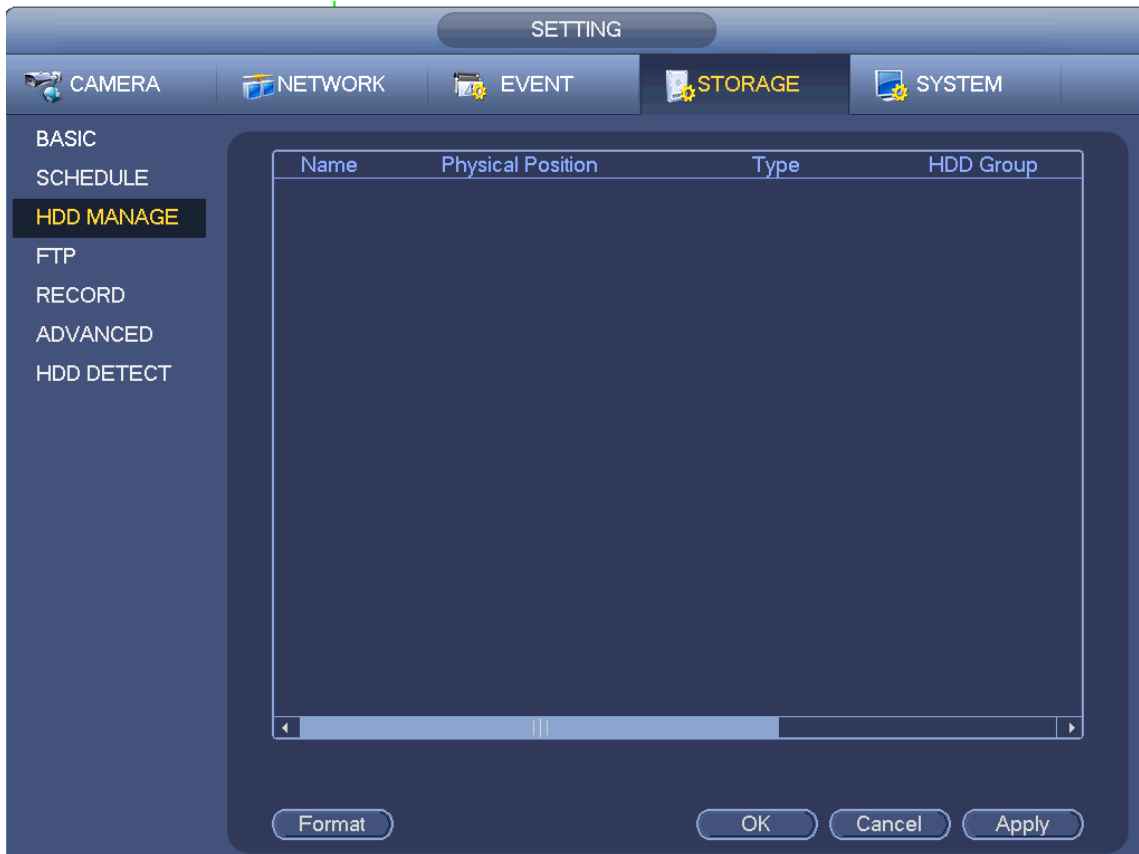 SETTING
CAMERA NETWORK EVENT STORAGE SYSTEM
BASIC
SCHEDULE
HDD MANAGE
FTP
RECORD
ADVANCED
HDD DETECT
Name Physical Position Type HDD Group
Format OK Cancel Apply